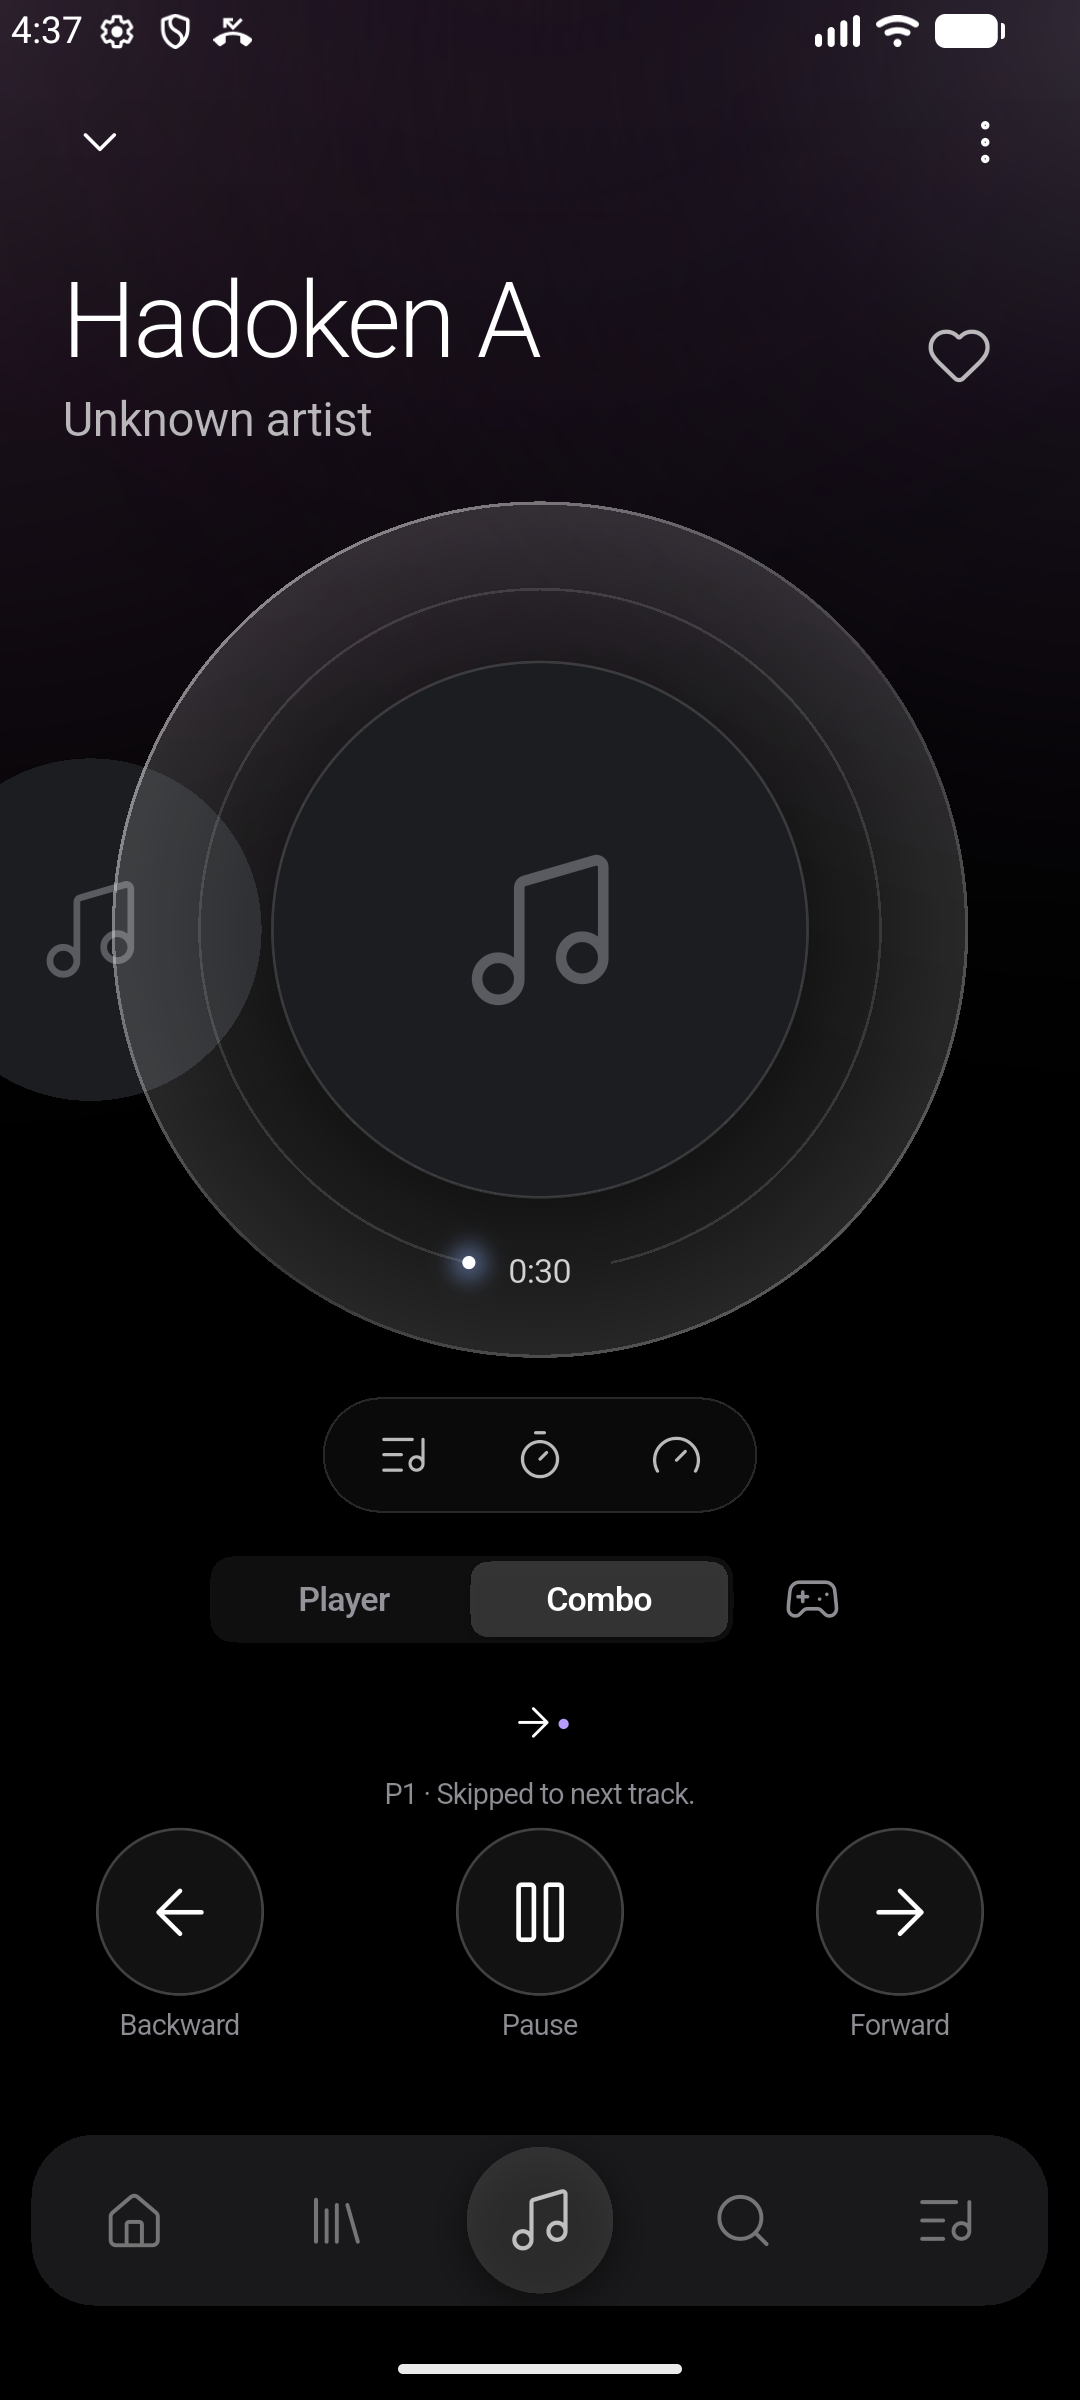 4:37
Hadoken A
Unknown artist
0:30
Player
Combo
P1 · Skipped to next track.
Backward
Pause
Forward